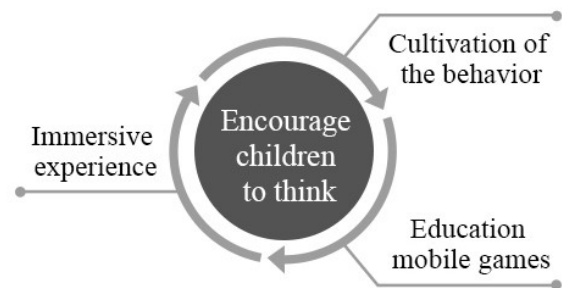 Cultivation of
the behavior
Encourage
children
to think
Immersive
experience
Education
mobile games